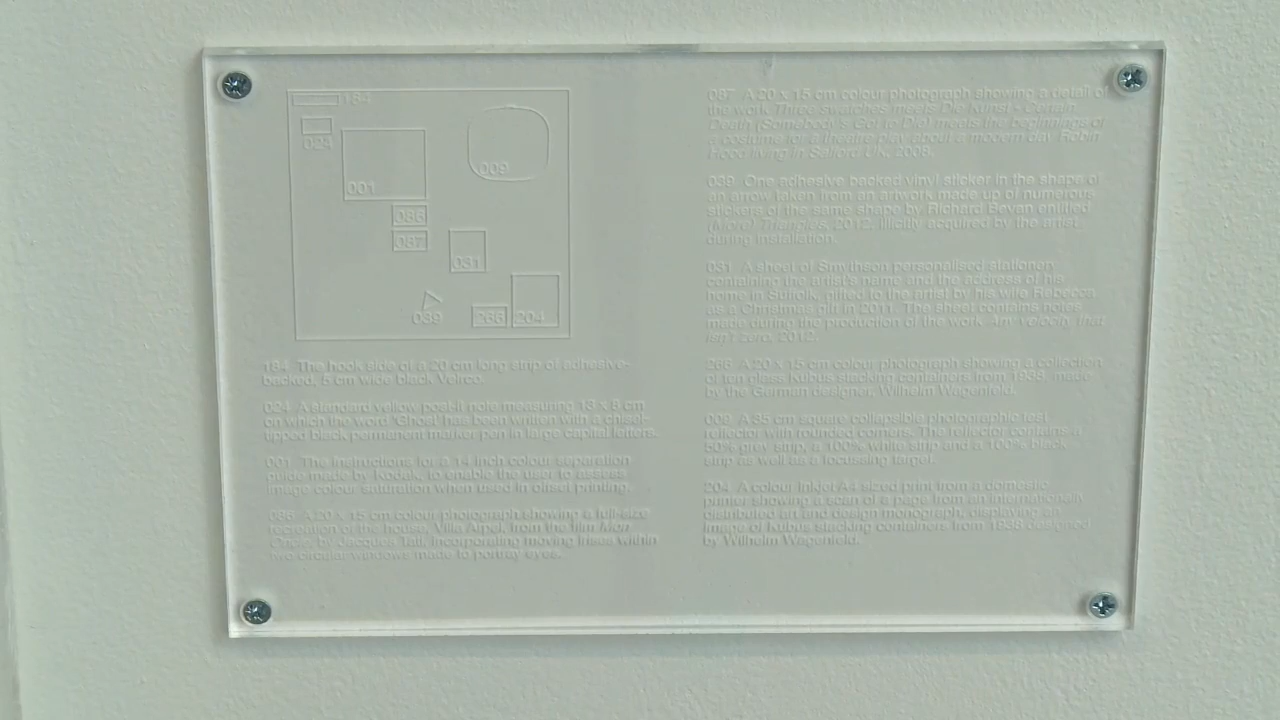 184
024
001
009
086
087
031
039
266
204
184 The hook side of a 20 cm long strip of adhesive-
backed, 5 cm wide black Velcro.
024 A standard yellow post-it note measuring 13 x 8 cm
on which the word 'Ghost' has been written with a chisel-
tipped black permanent marker pen in large capital letters.
001 The instructions for a 14 inch colour separation
guide made by Kodak, to enable the user to assess
image colour saturation when used in offset printing.
086 A 20 x 15 cm colour photograph showing a full-size
recreation of the house, Villa Arpel, from the film Mon
Oncle, by Jacques Tati, incorporating moving irises within
two circular windows made to portray eyes.
087 A 20 x 15 cm colour photograph showing a detail of
the work Three swatches meets Die Kunst - Certain
Death (Somebody's Got to Die) meets the beginnings of
a costume for a theatre play about a modern day Robin
Hood living in Salford UK, 2008.
039 One adhesive backed vinyl sticker in the shape of
an arrow taken from an artwork made up of numerous
stickers of the same shape by Richard Bevan entitled
(More) Triangles, 2012. Illicitly acquired by the artist
during installation.
031 A sheet of Smythson personalised stationery
containing the artist's name and the address of his
home in Suffolk, gifted to the artist by his wife Rebecca
as a Christmas gift in 2011. The sheet contains notes
made during the production of the work Any velocity that
isn't zero, 2012.
266 A 20 x 15 cm colour photograph showing a collection
of ten glass Kubus stacking containers from 1938, made
by the German designer, Wilhelm Wagenfeld.
009 A 85 cm square collapsible photographic test
reflector with rounded corners. The reflector contains a
50% grey strip, a 100% white strip and a 100% black
strip as well as a focussing target.
204 A colour Inkjet A4 sized print from a domestic
printer showing a scan of a page from an internationally
distributed art and design monograph, displaying an
image of Kubus stacking containers from 1938 designed
by Wilhelm Wagenfeld.